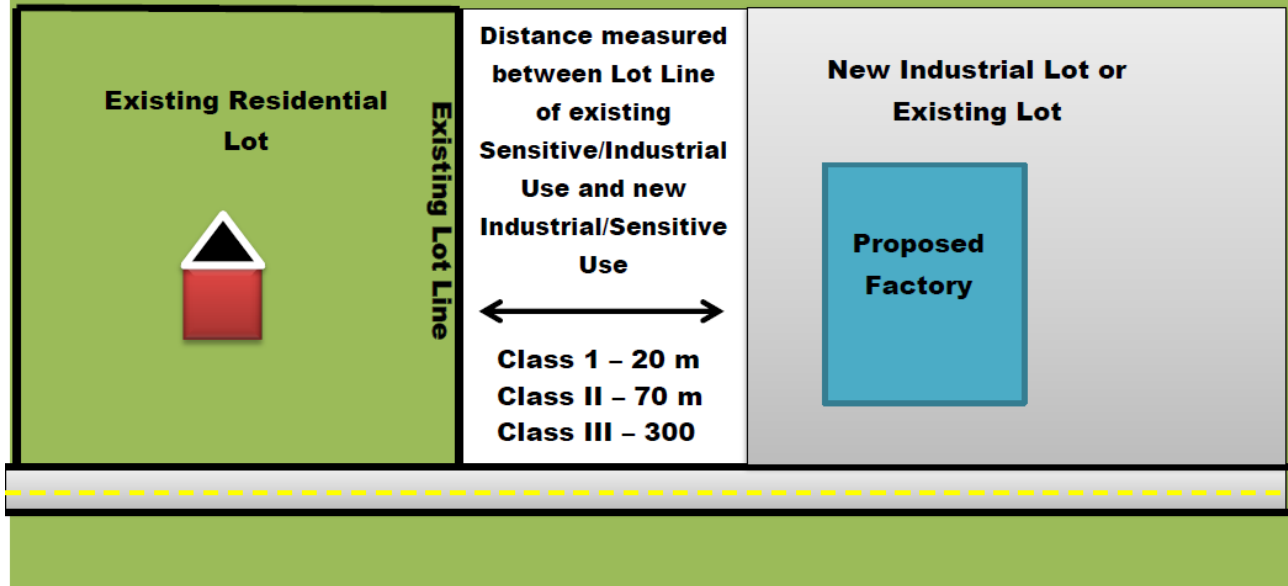 Existing Residential
Lot
Existing Lot Line
Distance measured
between Lot Line
of existing
Sensitive/Industrial
Use and new
Industrial/Sensitive
Use
Class 1 – 20 m
Class II – 70 m
Class III – 300
New Industrial Lot or
Existing Lot
Proposed
Factory